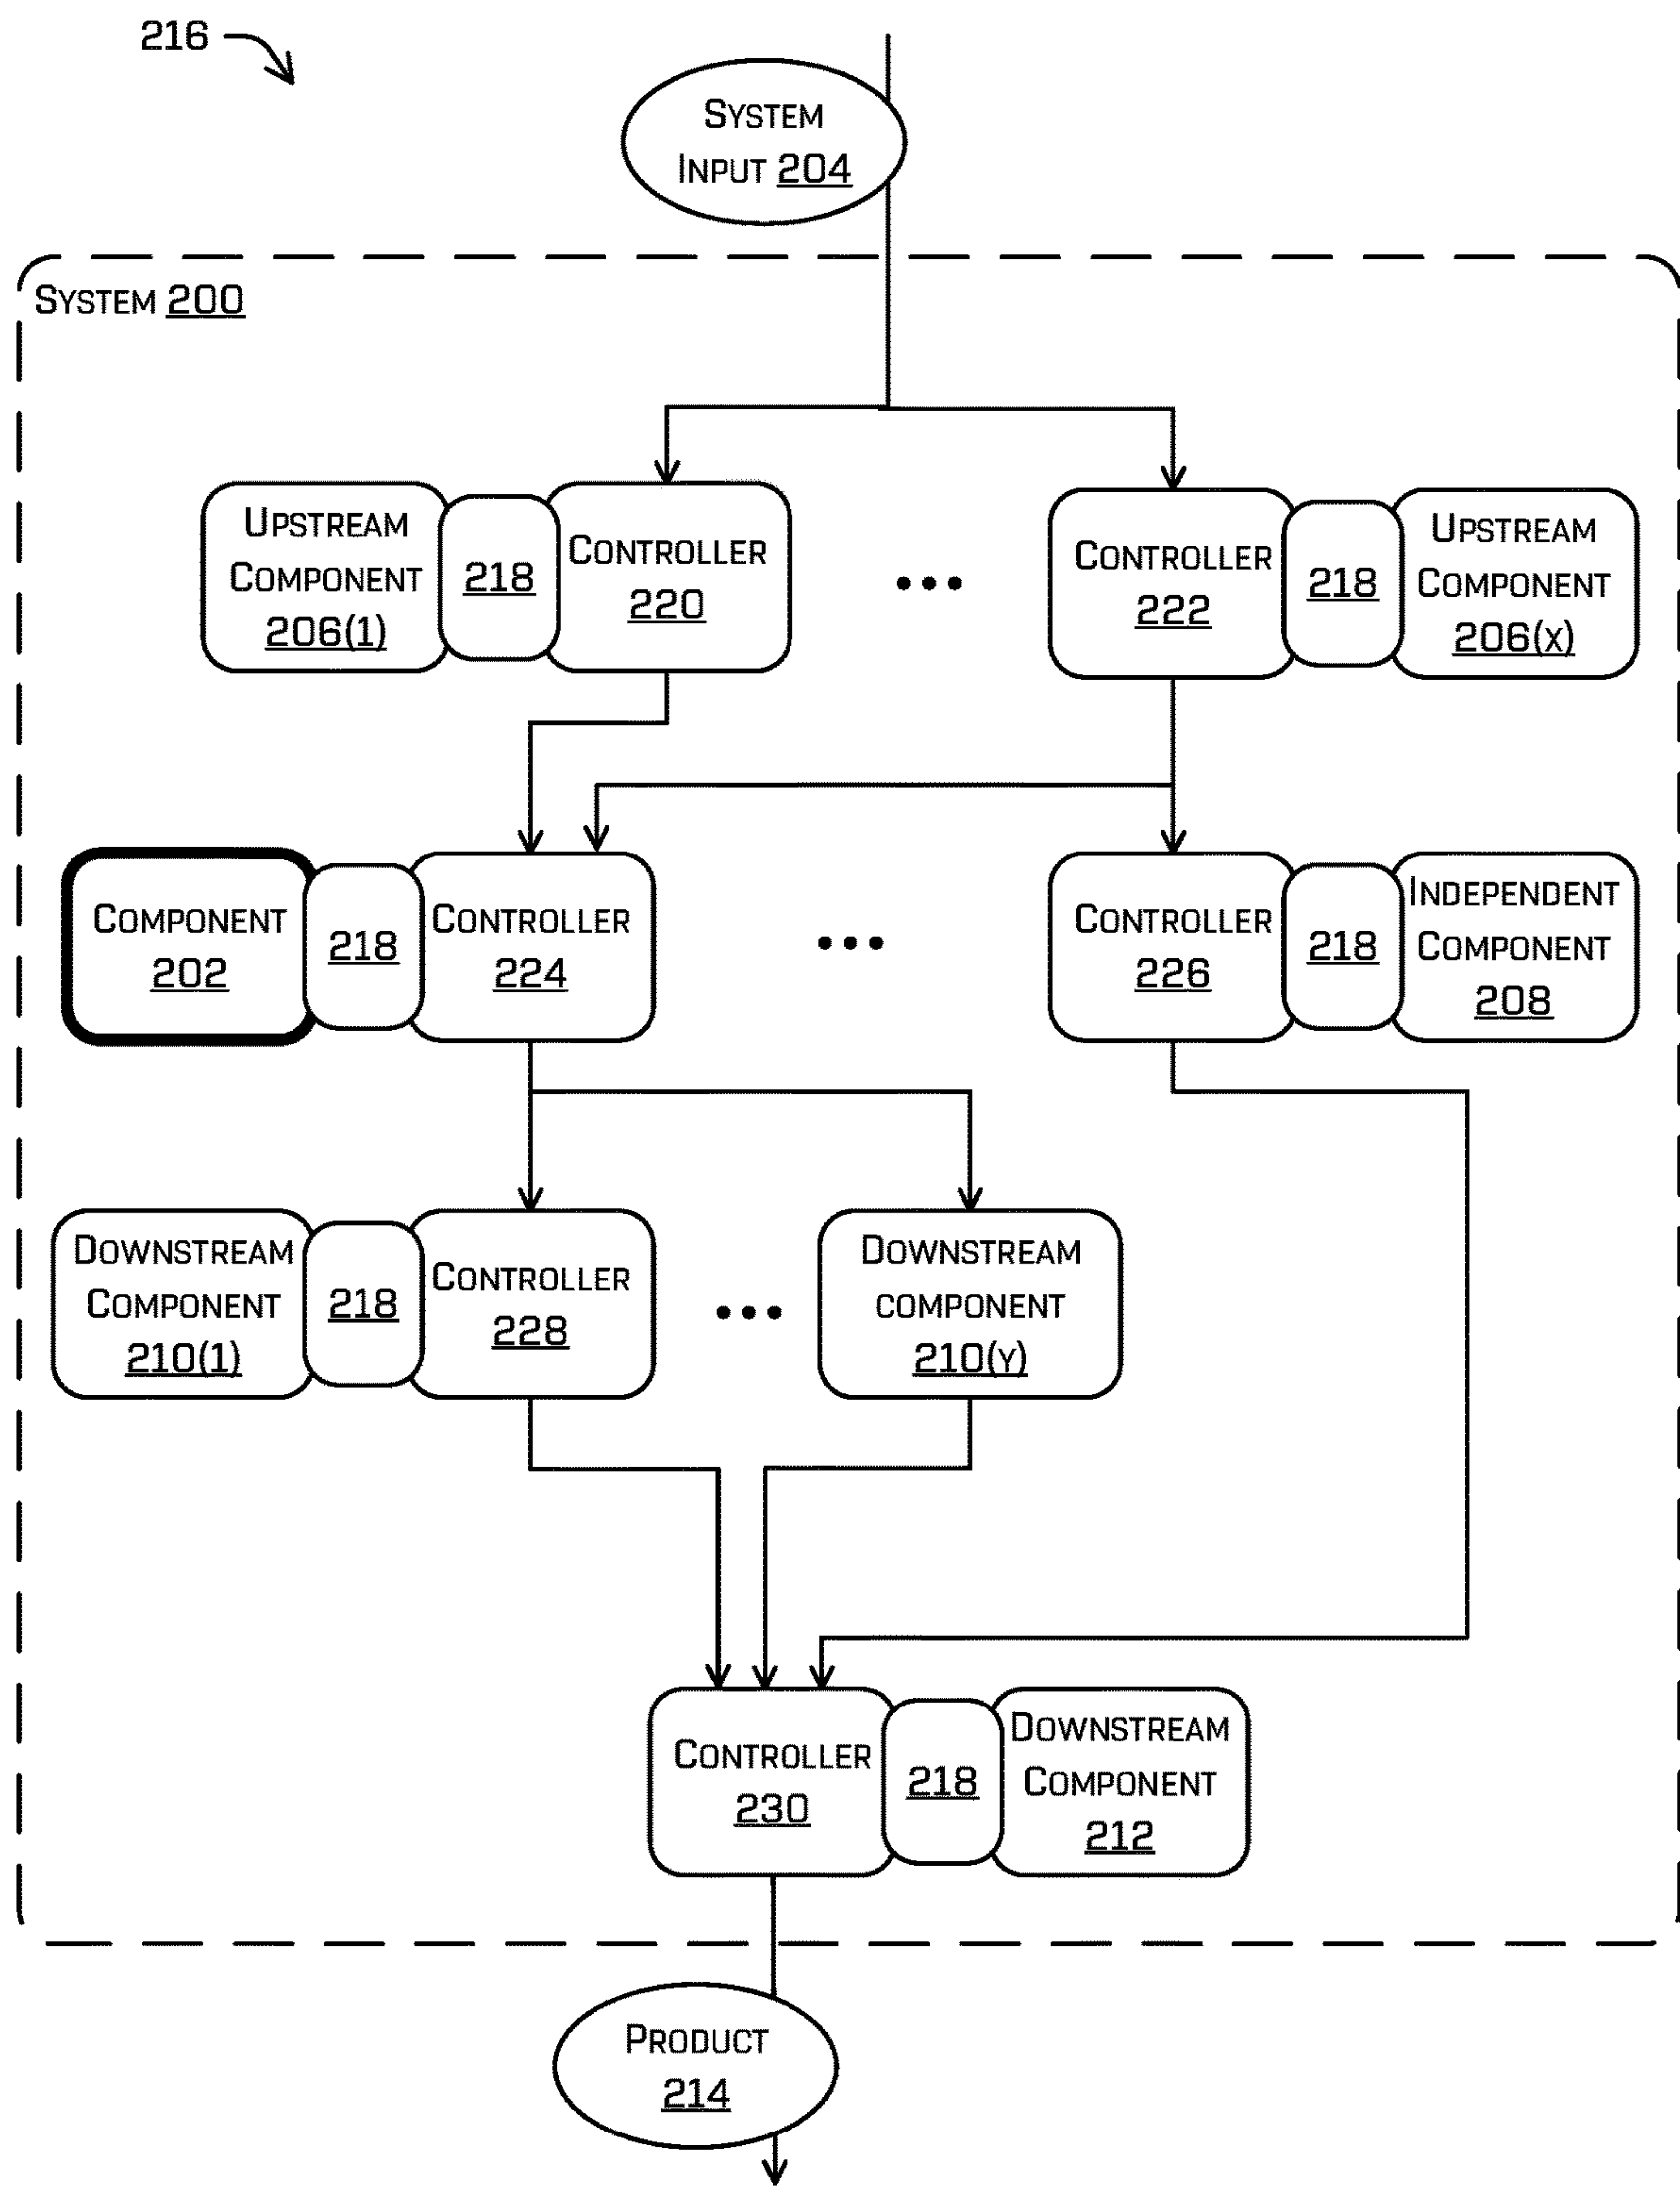 216
System
Input 204
System 200
Upstream
Component
206(1)
218
Controller
220
Controller
222
218
Upstream
Component
206(x)
Component
202
218
Controller
224
Controller
226
218
Independent
Component
208
Downstream
Component
210(1)
218
Controller
228
Downstream
component
210(y)
Controller
230
218
Downstream
Component
212
Product
214